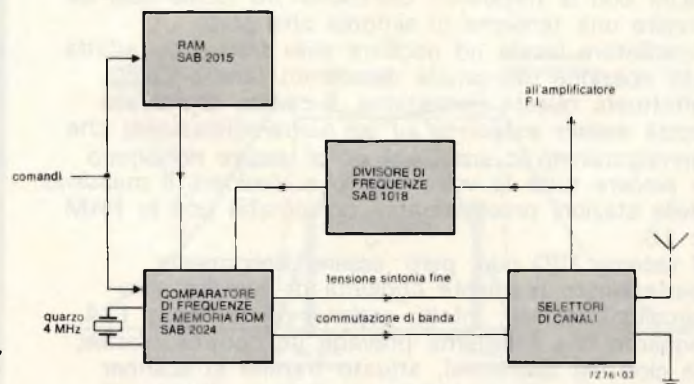 RAM
SAB 2015
all'amplificatore
F.I.
comandi
DIVISORE DI
FREQUENZE
SAB 1018
tensione sintonia fine
commutazione di banda
quarzo
4 MHz
COMPARATORE
DI FREQUENZE
E MEMORIA ROM
SAB 2024
SELETTORI
DI CANALI
7Z76103